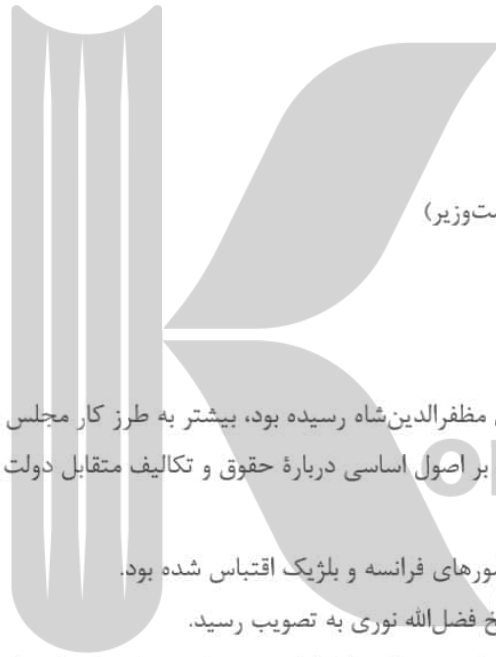 ت‌وزیر)
مظفرالدین‌شاه رسیده بود، بیشتر به طرز کار مجلس
بر اصول اساسی دربارهٔ حقوق و تکالیف متقابل دولت
ورهای فرانسه و بلژیک اقتباس شده بود.
فضل‌الله نوری به تصویب رسید.